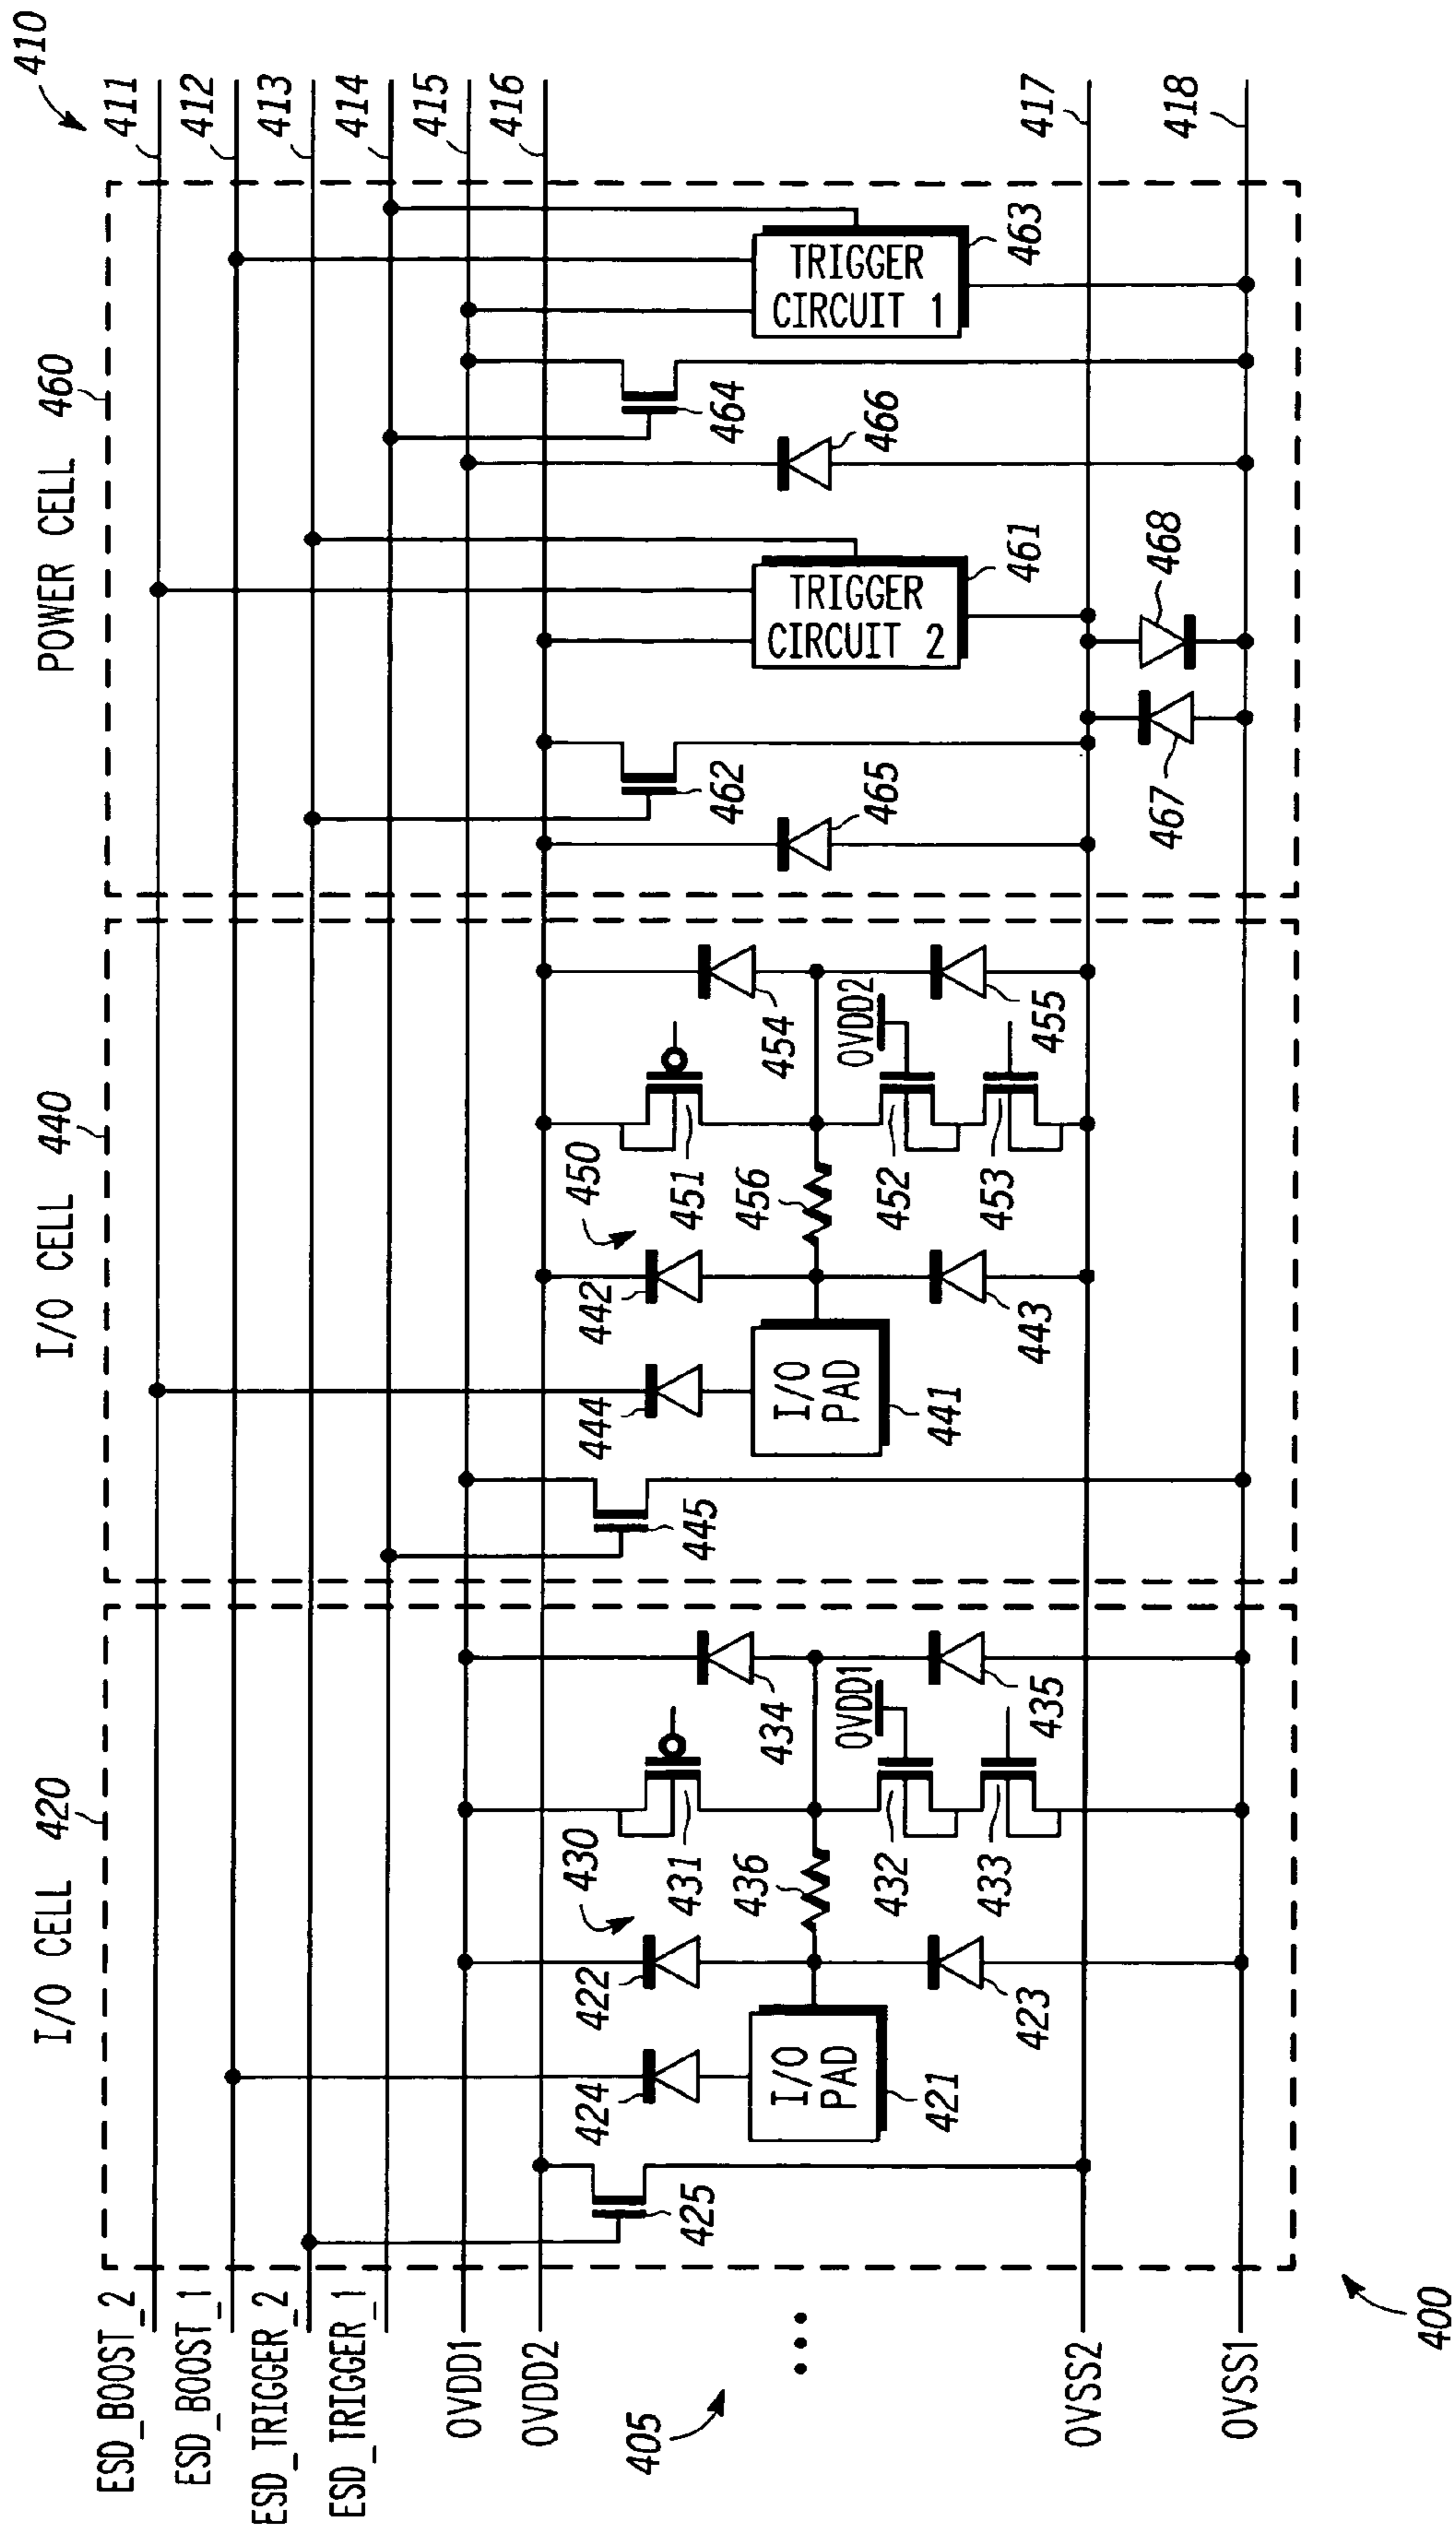 410
411
412
413
414
415
416
417
418
I/O CELL 420
I/O CELL 440
POWER CELL 460
ESD_BOOST_2
ESD_BOOST_1
ESD_TRIGGER_2
ESD_TRIGGER_1
OVDD1
OVDD2
OVSS2
OVSS1
405
400
425
424
I/O
PAD
421
422
423
430
436
431
432
433
OVDD1
434
435
445
444
I/O
PAD
441
442
443
450
456
451
452
453
OVDD2
454
455
465
462
TRIGGER
CIRCUIT 2
461
467
468
466
464
TRIGGER
CIRCUIT 1
463